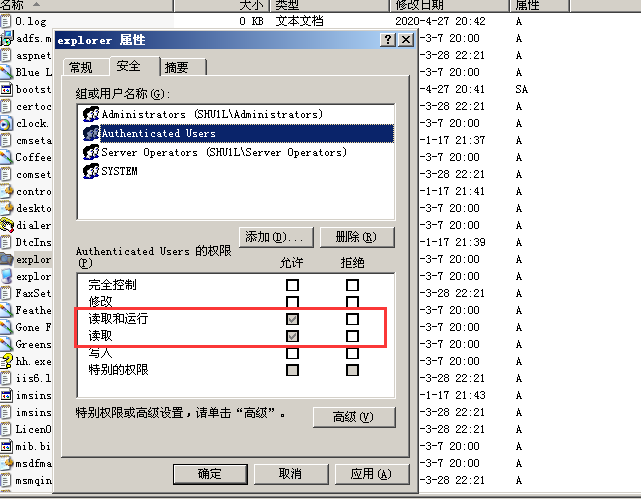 名称 大小 类型 修改日期 属性
0.log 0 KB 文本文档 2020-4-27 20:42 A
adfs.m
aspnet
Blue L
bootst
certoc
clock.
cmseta
Coffee
comset
contro
deskto
dialer
DtcIns
explor
explor
FaxSet
Feathe
Gone F
Greens
hh.exe
iis6.l
imsins
imsins
LicenO
mib.bi
msdfma
msmqin
explorer 属性
常规 安全 摘要
组或用户名称(G):
Administrators (SHV1L\Administrators)
Authenticated Users
Server Operators (SHV1L\Server Operators)
SYSTEM
添加(D)... 删除(R)
Authenticated Users 的权限
(P) 允许 拒绝
完全控制
修改
读取和运行
读取
写入
特别的权限
特别权限或高级设置，请单击“高级”。 高级(V)
确定 取消 应用(A)
-3-7 20:00 A
-3-28 22:21 A
-3-7 20:00 A
-4-27 20:41 SA
-3-28 22:21 A
-3-7 20:00 A
-1-17 21:37 A
-3-7 20:00 A
-3-28 22:21 A
-1-17 21:41 A
-3-7 20:00 A
-3-7 20:00 A
-1-17 21:39 A
-3-7 20:00 A
-3-7 20:00 A
-3-28 22:21 A
-3-7 20:00 A
-3-7 20:00 A
-3-7 20:00 A
-3-7 20:00 A
-3-28 22:21 A
-1-17 21:43 A
-3-28 22:21 A
-3-28 22:21 A
-3-7 20:00 A
-3-7 20:00 A
-3-28 22:21 A